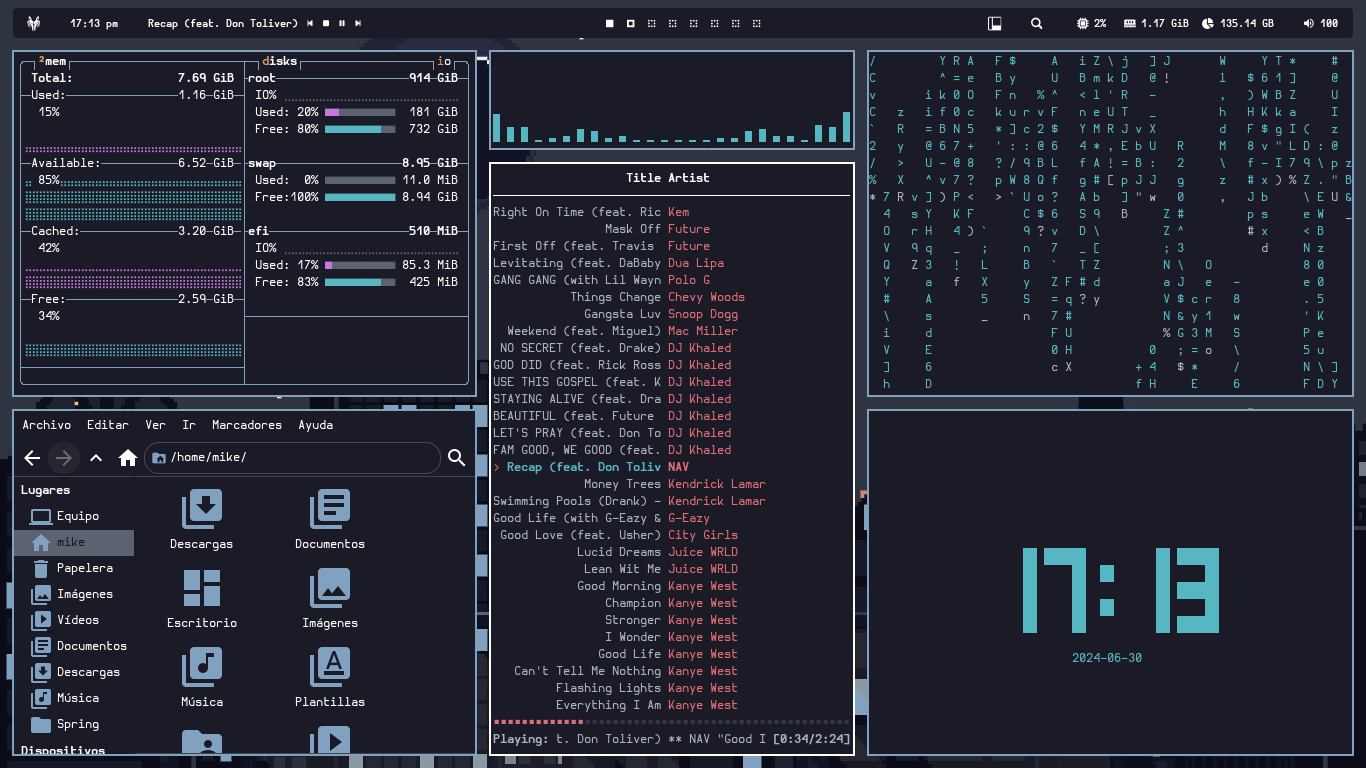 17:13 pm Recap (feat. Don Toliver) 2% 1.17 GiB 135.14 GB 100
²mem
Total: 7.69 GiB
Used: 1.16 GiB
15%
Available: 6.52 GiB
85%
Cached: 3.20 GiB
42%
Free: 2.59 GiB
34%
disks io
root 914 GiB
IO%
Used: 20% 181 GiB
Free: 80% 732 GiB
swap 8.95 GiB
Used: 0% 11.0 MiB
Free:100% 8.94 GiB
efi 510 MiB
IO%
Used: 17% 85.3 MiB
Free: 83% 425 MiB
Archivo Editar Ver Ir Marcadores Ayuda
/home/mike/
Lugares
Equipo
mike
Papelera
Imágenes
Vídeos
Documentos
Descargas
Música
Spring
Dispositivos
Descargas Documentos
Escritorio Imágenes
Música Plantillas
Title Artist
Right On Time (feat. Ric Kem
Mask Off Future
First Off (feat. Travis Future
Levitating (feat. DaBaby Dua Lipa
GANG GANG (with Lil Wayn Polo G
Things Change Chevy Woods
Gangsta Luv Snoop Dogg
Weekend (feat. Miguel) Mac Miller
NO SECRET (feat. Drake) DJ Khaled
GOD DID (feat. Rick Ross DJ Khaled
USE THIS GOSPEL (feat. K DJ Khaled
STAYING ALIVE (feat. Dra DJ Khaled
BEAUTIFUL (feat. Future DJ Khaled
LET'S PRAY (feat. Don To DJ Khaled
FAM GOOD, WE GOOD (feat. DJ Khaled
> Recap (feat. Don Toliv NAV
Money Trees Kendrick Lamar
Swimming Pools (Drank) - Kendrick Lamar
Good Life (with G-Eazy & G-Eazy
Good Love (feat. Usher) City Girls
Lucid Dreams Juice WRLD
Lean Wit Me Juice WRLD
Good Morning Kanye West
Champion Kanye West
Stronger Kanye West
I Wonder Kanye West
Good Life Kanye West
Can't Tell Me Nothing Kanye West
Flashing Lights Kanye West
Everything I Am Kanye West
Playing: t. Don Toliver) ** NAV "Good I [0:34/2:24]
17:13
2024-06-30